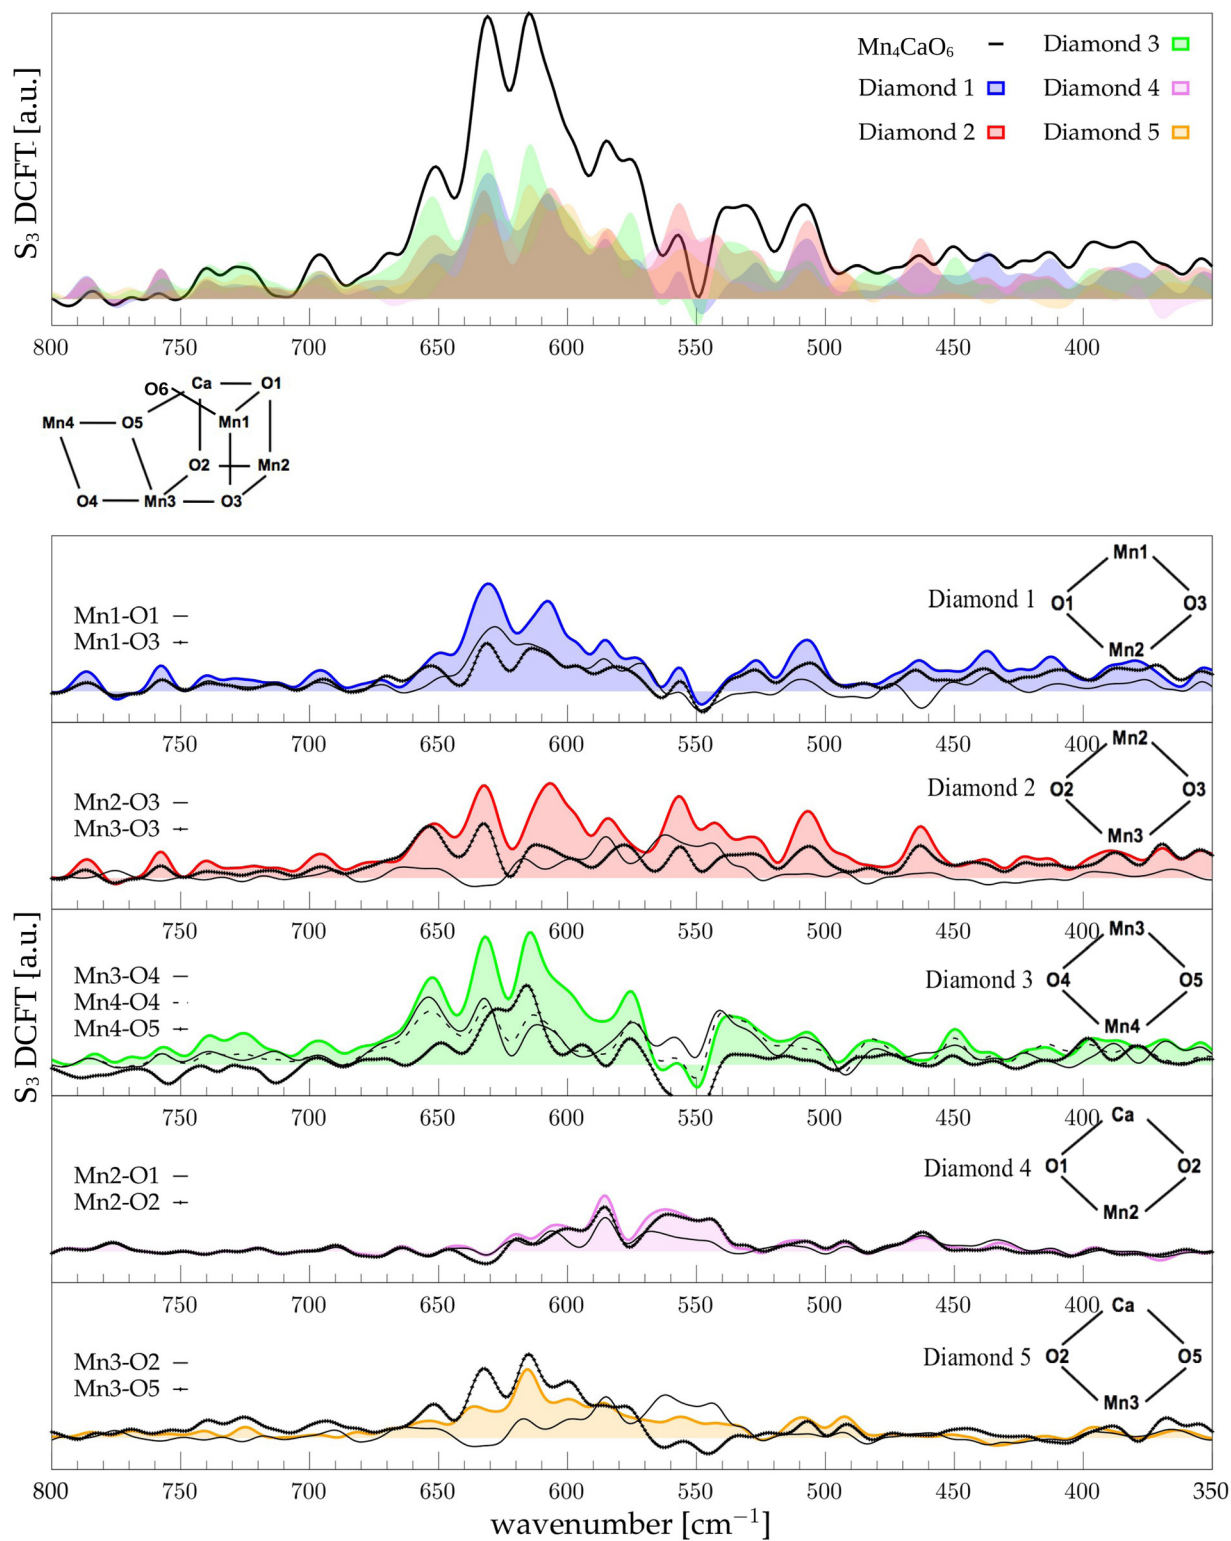 S₃ DCFT [a.u.]
Mn₄CaO₆ Diamond 3
Diamond 1 Diamond 4
Diamond 2 Diamond 5
800 750 700 650 600 550 500 450 400
O6 Ca O1
Mn4 O5 Mn1
O2 Mn2
O4 Mn3 O3
S₃ DCFT [a.u.]
Mn1
Mn1-O1
Mn1-O3
Diamond 1 O1 O3
Mn2
750 700 650 600 550 500 450 400
Mn2
Mn2-O3
Mn3-O3
Diamond 2 O2 O3
Mn3
750 700 650 600 550 500 450 400
Mn3
Mn3-O4
Mn4-O4
Mn4-O5
Diamond 3 O4 O5
Mn4
750 700 650 600 550 500 450 400
Ca
Mn2-O1
Mn2-O2
Diamond 4 O1 O2
Mn2
750 700 650 600 550 500 450 400
Ca
Mn3-O2
Mn3-O5
Diamond 5 O2 O5
Mn3
800 750 700 650 600 550 500 450 400 350
wavenumber [cm⁻¹]